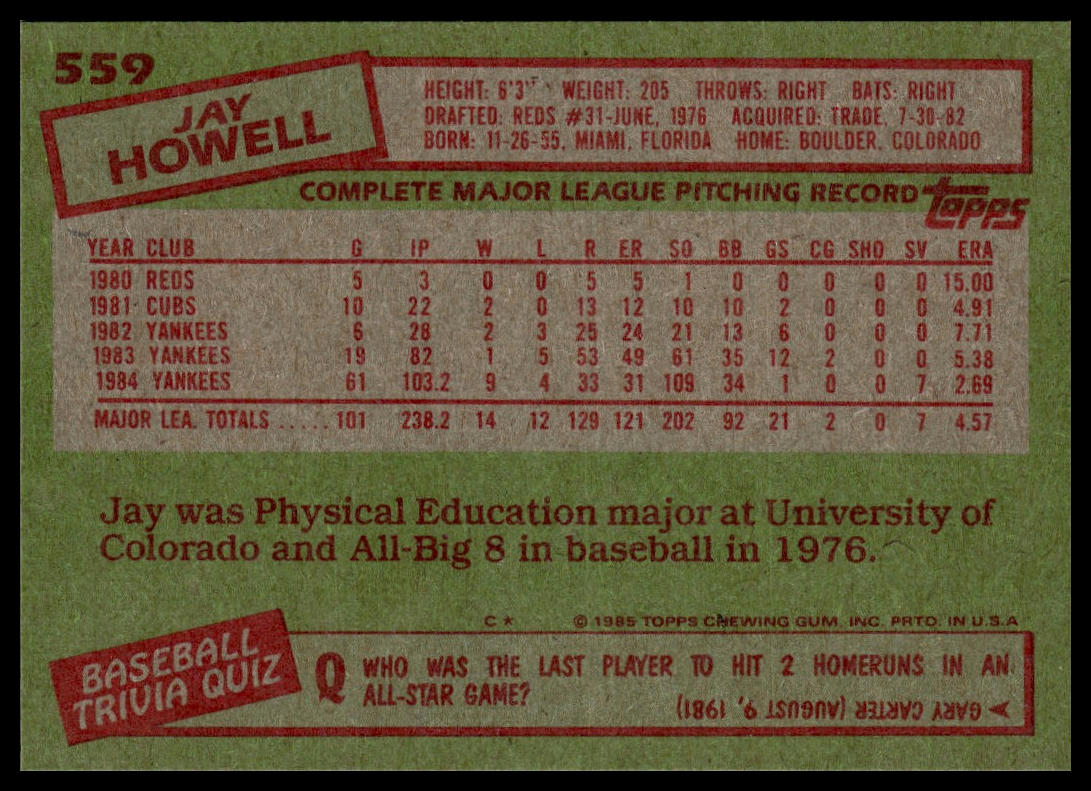 559
JAY
HOWELL
HEIGHT: 6'3" WEIGHT: 205 THROWS: RIGHT BATS: RIGHT
DRAFTED: REDS #31-JUNE, 1976 ACQUIRED: TRADE, 7-30-82
BORN: 11-26-55, MIAMI, FLORIDA HOME: BOULDER, COLORADO
COMPLETE MAJOR LEAGUE PITCHING RECORD topps
YEAR CLUB G IP W L R ER SO BB GS CG SHO SV ERA
1980 REDS 5 3 0 0 5 5 1 0 0 0 0 0 15.00
1981 CUBS 10 22 2 0 13 12 10 10 2 0 0 0 4.91
1982 YANKEES 6 28 2 3 25 24 21 13 6 0 0 0 7.71
1983 YANKEES 19 82 1 5 53 49 61 35 12 2 0 0 5.38
1984 YANKEES 61 103.2 9 4 33 31 109 34 1 0 0 7 2.69
MAJOR LEA. TOTALS ..... 101 238.2 14 12 129 121 202 92 21 2 0 7 4.57
Jay was Physical Education major at University of
Colorado and All-Big 8 in baseball in 1976.
C* © 1985 TOPPS CHEWING GUM, INC. PRTD. IN U.S.A
BASEBALL
TRIVIA QUIZ
Q WHO WAS THE LAST PLAYER TO HIT 2 HOMERUNS IN AN
ALL-STAR GAME?
GARY CARTER (AUGUST 9, 1981)